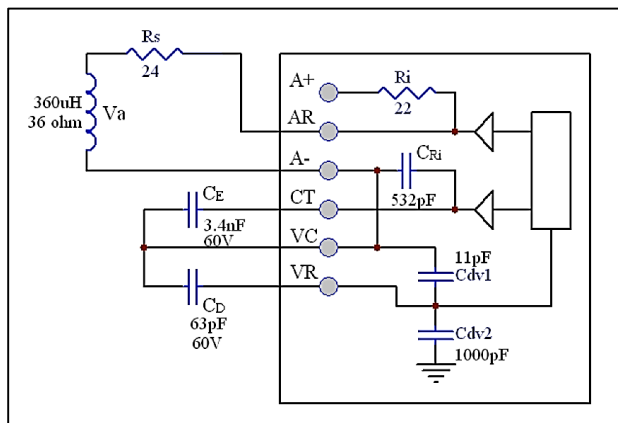 Rs
24
360uH
36 ohm
Va
A+
Ri
22
AR
A-
CRi
532pF
CE
CT
3.4nF
60V
VC
11pF
Cdv1
VR
CD
63pF
60V
Cdv2
1000pF